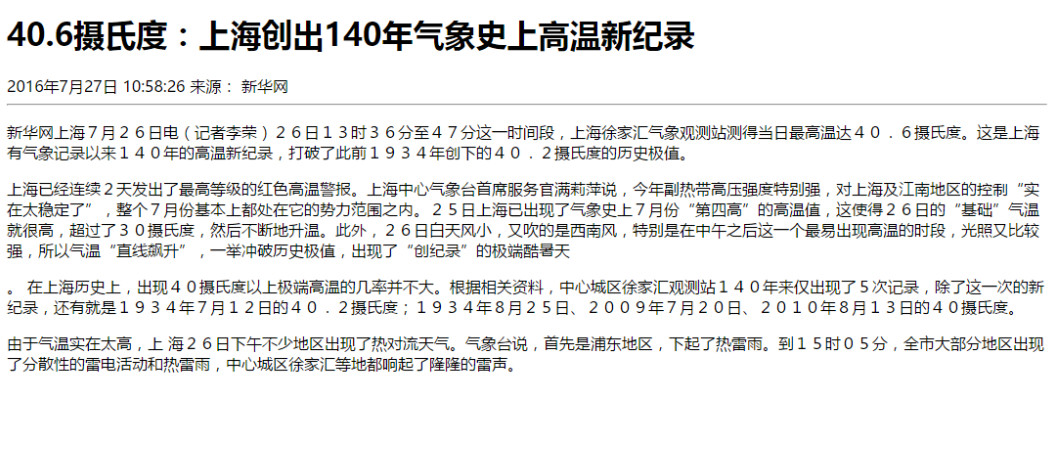 40.6摄氏度：上海创出140年气象史上高温新纪录
2016年7月27日 10:58:26 来源： 新华网
新华网上海７月２６日电（记者李荣）２６日１３时３６分至４７分这一时间段，上海徐家汇气象观测站测得当日最高温达４０．６摄氏度。这是上海
有气象记录以来１４０年的高温新纪录，打破了此前１９３４年创下的４０．２摄氏度的历史极值。
上海已经连续２天发出了最高等级的红色高温警报。上海中心气象台首席服务官满莉萍说，今年副热带高压强度特别强，对上海及江南地区的控制“实
在太稳定了”，整个７月份基本上都处在它的势力范围之内。２５日上海已出现了气象史上７月份“第四高”的高温值，这使得２６日的“基础”气温
就很高，超过了３０摄氏度，然后不断地升温。此外，２６日白天风小，又吹的是西南风，特别是在中午之后这一个最易出现高温的时段，光照又比较
强，所以气温“直线飙升”，一举冲破历史极值，出现了“创纪录”的极端酷暑天
。 在上海历史上，出现４０摄氏度以上极端高温的几率并不大。根据相关资料，中心城区徐家汇观测站１４０年来仅出现了５次记录，除了这一次的新
纪录，还有就是１９３４年７月１２日的４０．２摄氏度；１９３４年８月２５日、２００９年７月２０日、２０１０年８月１３日的４０摄氏度。
由于气温实在太高，上 海２６日下午不少地区出现了热对流天气。气象台说，首先是浦东地区，下起了热雷雨。到１５时０５分，全市大部分地区出现
了分散性的雷电活动和热雷雨，中心城区徐家汇等地都响起了隆隆的雷声。